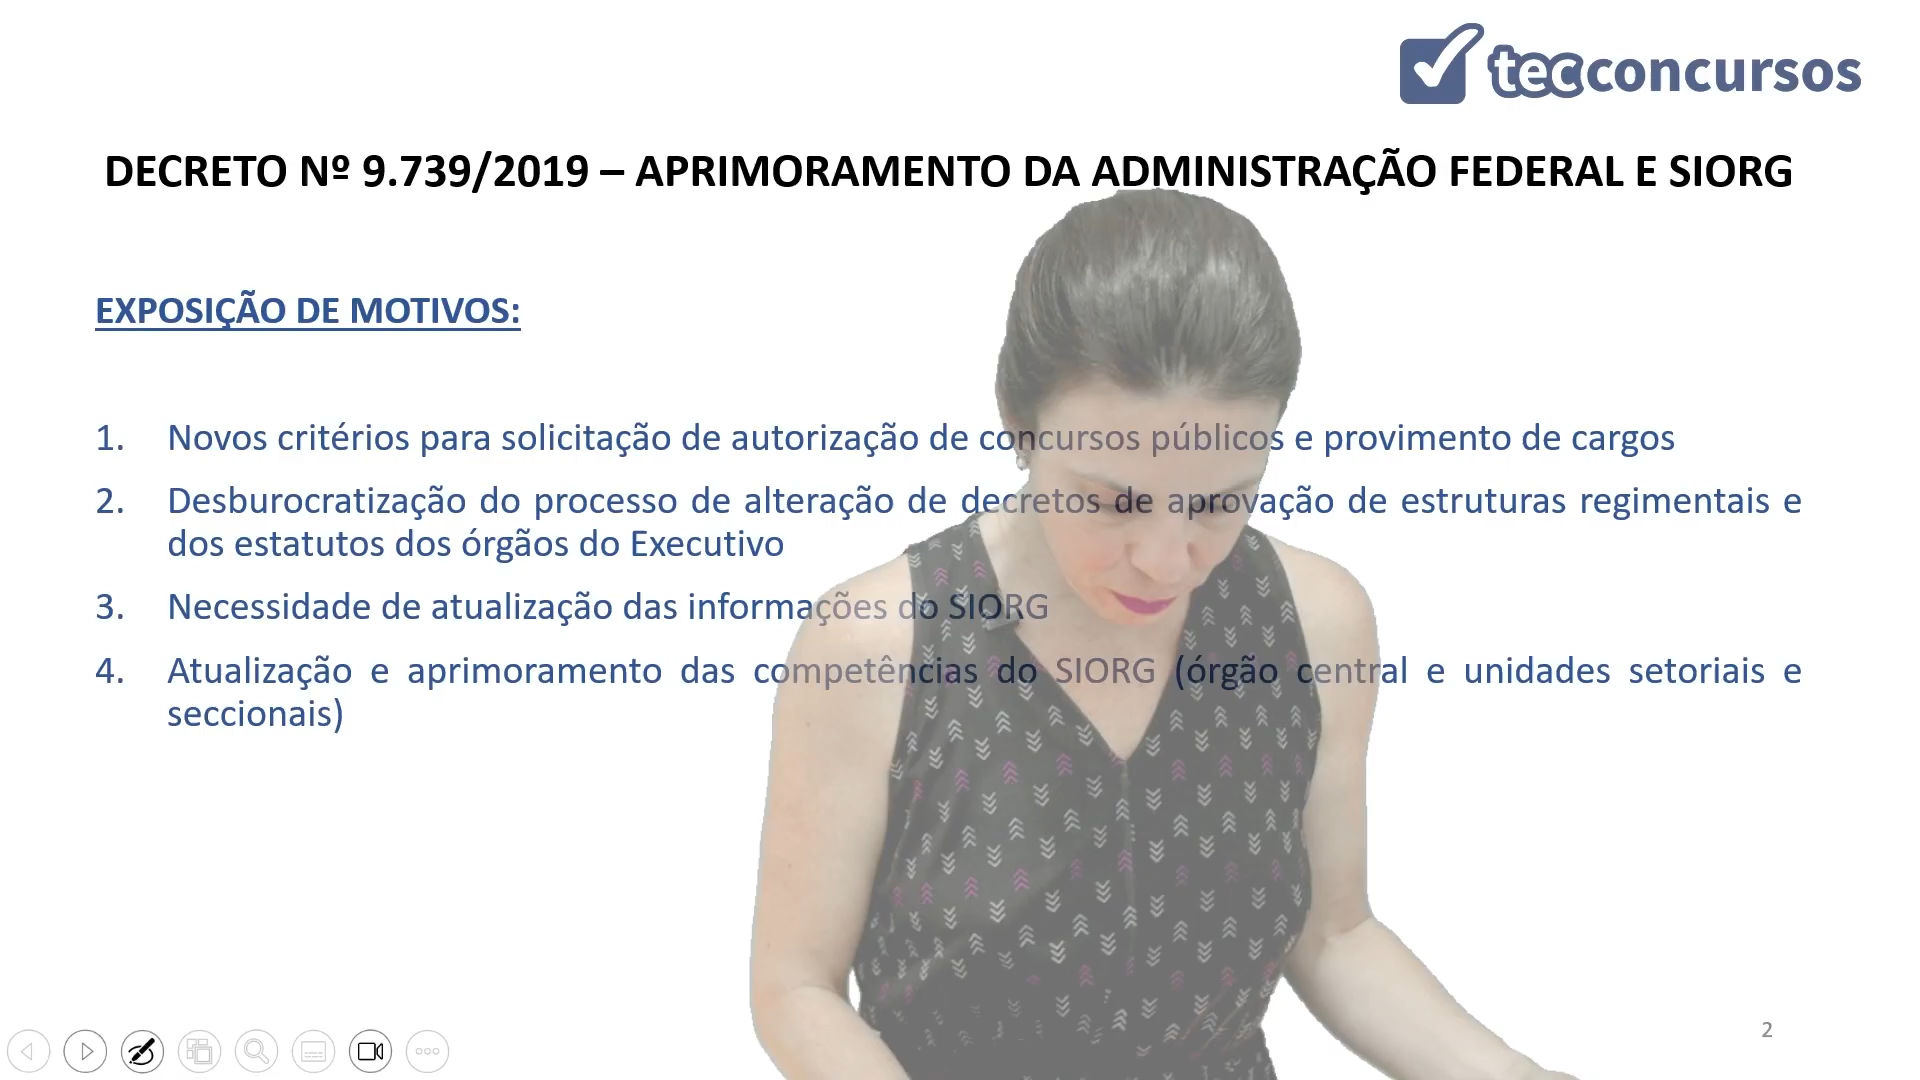 tecconcursos
DECRETO Nº 9.739/2019 – APRIMORAMENTO DA ADMINISTRAÇÃO FEDERAL E SIORG
EXPOSIÇÃO DE MOTIVOS:
1. Novos critérios para solicitação de autorização de concursos públicos e provimento de cargos
2. Desburocratização do processo de alteração de decretos de aprovação de estruturas regimentais e
dos estatutos dos órgãos do Executivo
3. Necessidade de atualização das informações do SIORG
4. Atualização e aprimoramento das competências do SIORG (órgão central e unidades setoriais e
seccionais)
2